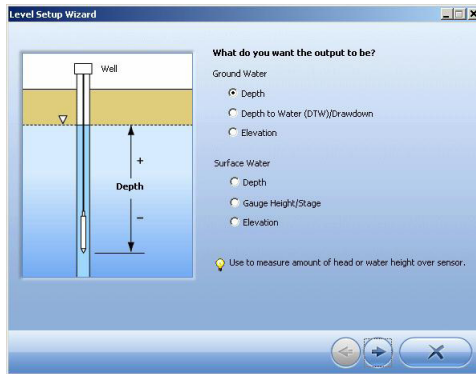 Level Setup Wizard
Well
+
Depth
−
What do you want the output to be?
Ground Water
Depth
Depth to Water (DTW)/Drawdown
Elevation
Surface Water
Depth
Gauge Height/Stage
Elevation
Use to measure amount of head or water height over sensor.